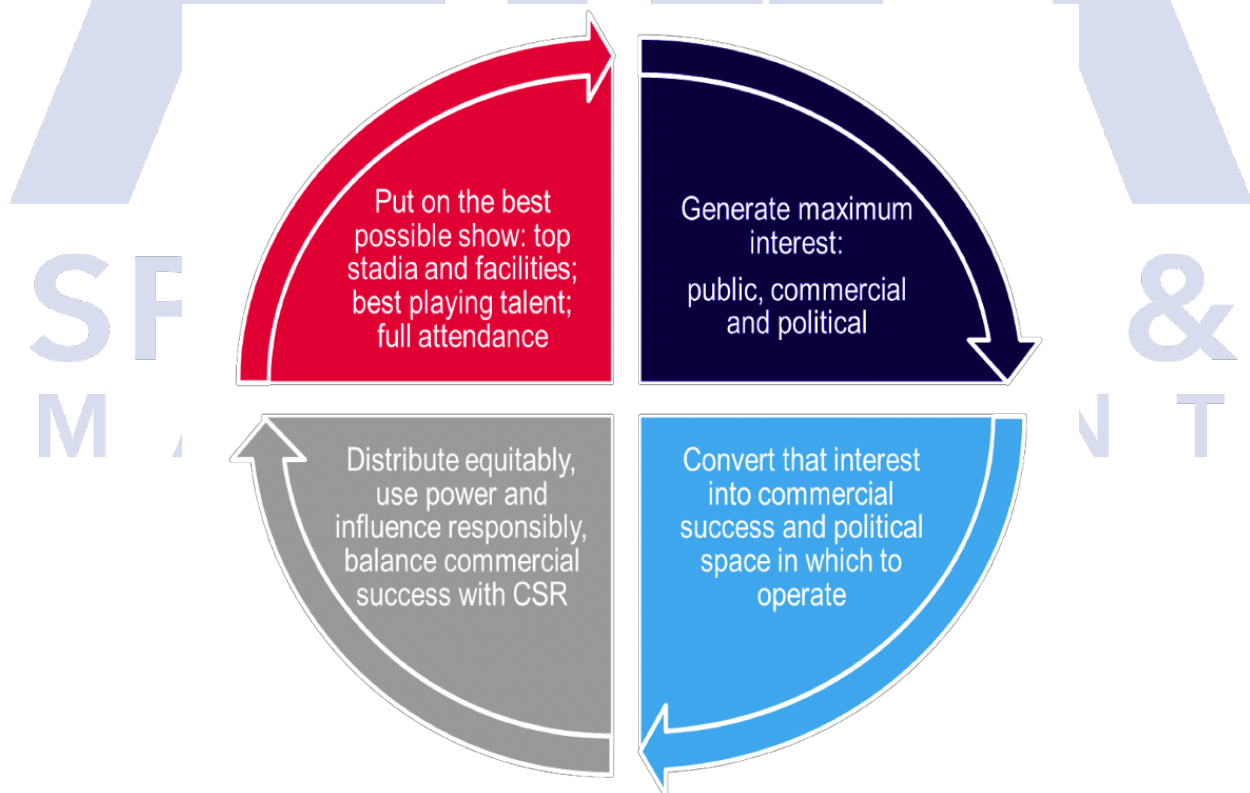 Put on the best
possible show: top
stadia and facilities;
best playing talent;
full attendance
Generate maximum
interest:
public, commercial
and political
Distribute equitably,
use power and
influence responsibly,
balance commercial
success with CSR
Convert that interest
into commercial
success and political
space in which to
operate
&